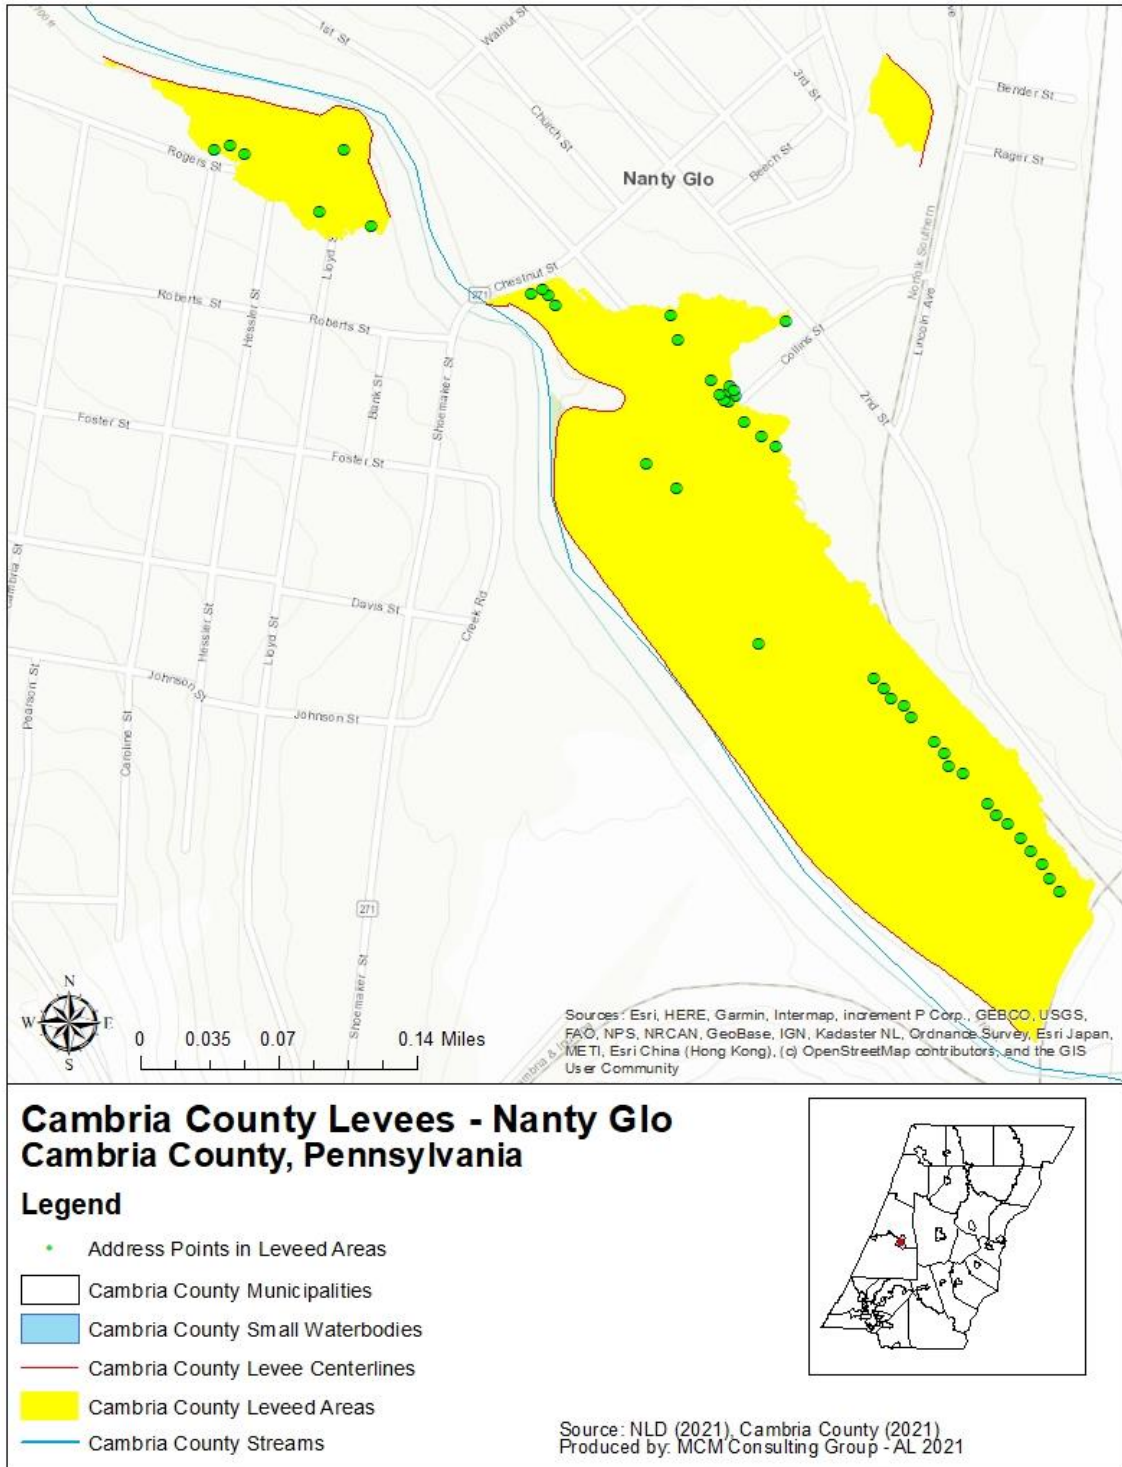 1st St
Walnut St
3rd St
Bender St
Church St
Beech St
Rager St
Rogers St
Nanty Glo
Norfolk Southern
Lloyd S
Chestnut St
271
Roberts St
Hessler St
Roberts St
Collins St
Lincoln Ave
Bank St
Shoemaker St
2nd St
Foster St
Foster St
Davis St
Creek Rd
Hessler St
Lloyd St
Pearson St
Johnson St
Johnson St
Caroline St
271
Shoemaker St
N
W
E
S
0 0.035 0.07 0.14 Miles
Sources: Esri, HERE, Garmin, Intermap, increment P Corp., GEBCO, USGS,
FAO, NPS, NRCAN, GeoBase, IGN, Kadaster NL, Ordnance Survey, Esri Japan,
METI, Esri China (Hong Kong), (c) OpenStreetMap contributors, and the GIS
User Community
Cambria County Levees - Nanty Glo
Cambria County, Pennsylvania
Legend
Address Points in Leveed Areas
Cambria County Municipalities
Cambria County Small Waterbodies
Cambria County Levee Centerlines
Cambria County Leveed Areas
Cambria County Streams
Source: NLD (2021), Cambria County (2021)
Produced by: MCM Consulting Group - AL 2021